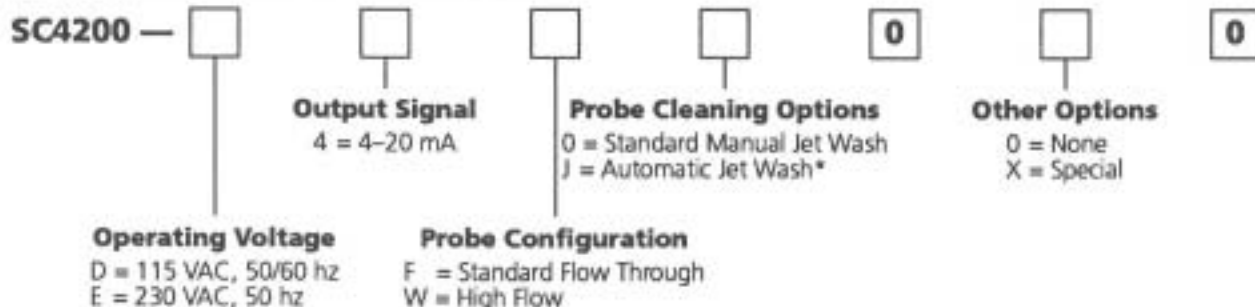 SC4200 — 0 0
Output Signal
4 = 4–20 mA
Probe Cleaning Options
0 = Standard Manual Jet Wash
J = Automatic Jet Wash*
Other Options
0 = None
X = Special
Operating Voltage
D = 115 VAC, 50/60 hz
E = 230 VAC, 50 hz
Probe Configuration
F = Standard Flow Through
W = High Flow